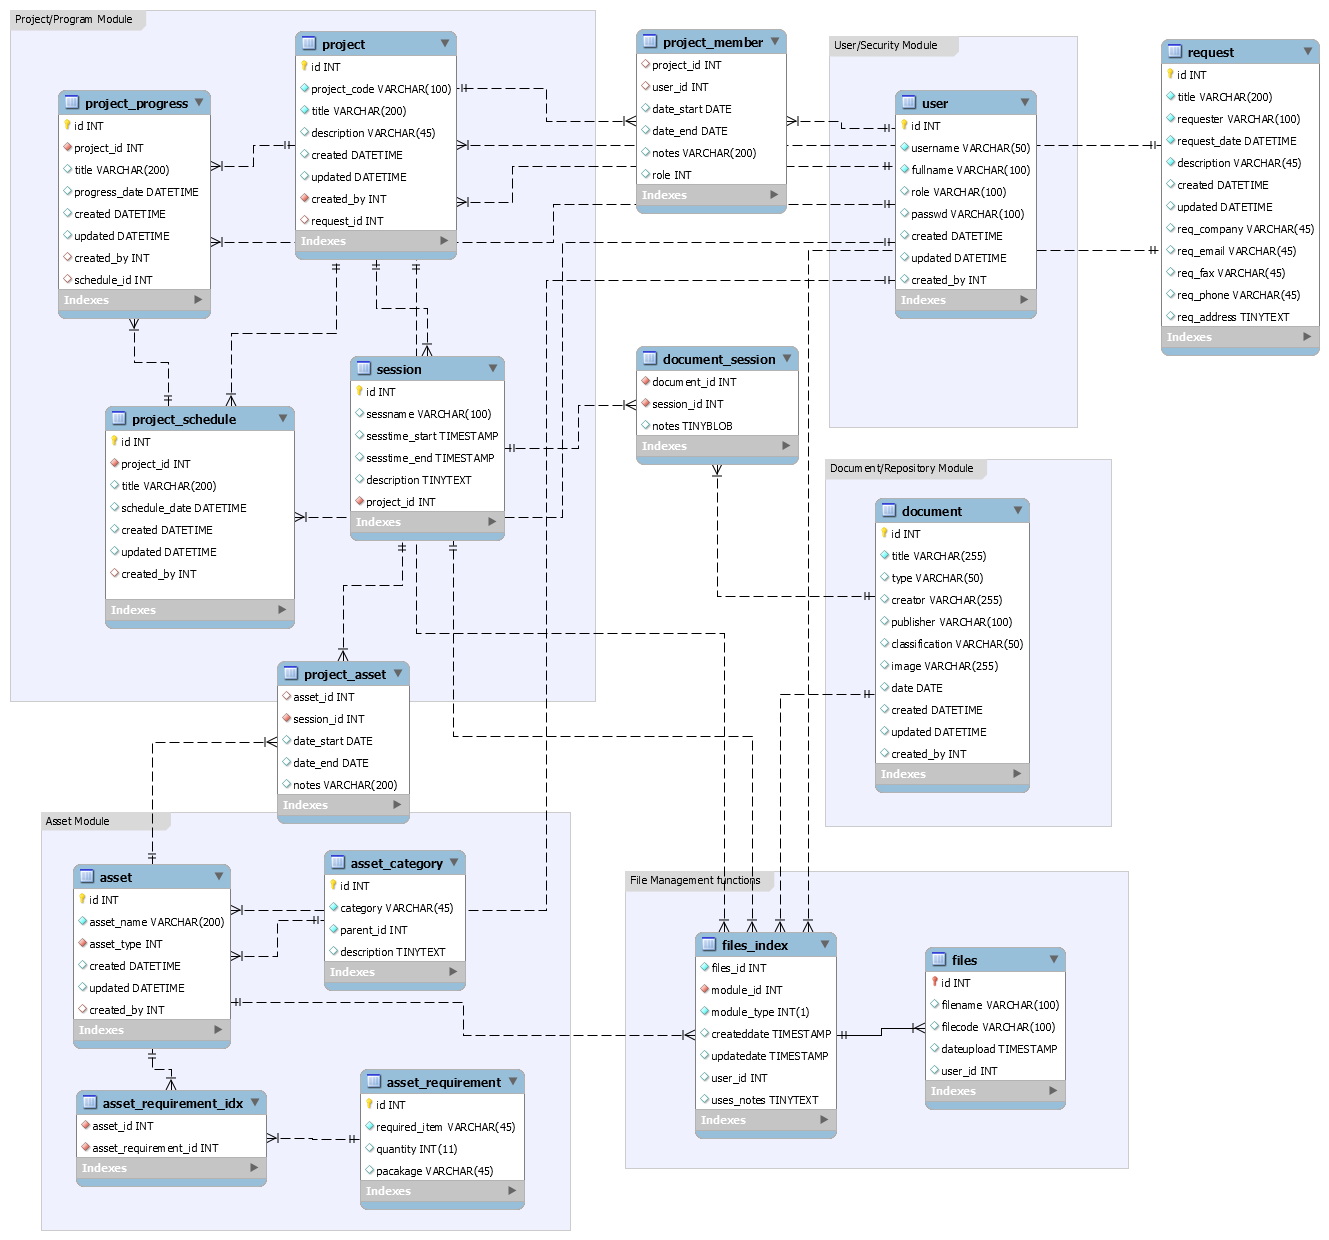 Project/Program Module
project
id INT
project_code VARCHAR(100)
title VARCHAR(200)
description VARCHAR(45)
created DATETIME
updated DATETIME
created_by INT
request_id INT
Indexes
project_progress
id INT
project_id INT
title VARCHAR(200)
progress_date DATETIME
created DATETIME
updated DATETIME
created_by INT
schedule_id INT
Indexes
project_schedule
id INT
project_id INT
title VARCHAR(200)
schedule_date DATETIME
created DATETIME
updated DATETIME
created_by INT
Indexes
session
id INT
sessname VARCHAR(100)
sesstime_start TIMESTAMP
sesstime_end TIMESTAMP
description TINYTEXT
project_id INT
Indexes
project_asset
asset_id INT
session_id INT
date_start DATE
date_end DATE
notes VARCHAR(200)
Indexes
project_member
project_id INT
user_id INT
date_start DATE
date_end DATE
notes VARCHAR(200)
role INT
Indexes
User/Security Module
user
id INT
username VARCHAR(50)
fullname VARCHAR(100)
role VARCHAR(100)
passwd VARCHAR(100)
created DATETIME
updated DATETIME
created_by INT
Indexes
request
id INT
title VARCHAR(200)
requester VARCHAR(100)
request_date DATETIME
description VARCHAR(45)
created DATETIME
updated DATETIME
req_company VARCHAR(45)
req_email VARCHAR(45)
req_fax VARCHAR(45)
req_phone VARCHAR(45)
req_address TINYTEXT
Indexes
document_session
document_id INT
session_id INT
notes TINYBLOB
Indexes
Document/Repository Module
document
id INT
title VARCHAR(255)
type VARCHAR(50)
creator VARCHAR(255)
publisher VARCHAR(100)
classification VARCHAR(50)
image VARCHAR(255)
date DATE
created DATETIME
updated DATETIME
created_by INT
Indexes
Asset Module
asset
id INT
asset_name VARCHAR(200)
asset_type INT
created DATETIME
updated DATETIME
created_by INT
Indexes
asset_category
id INT
category VARCHAR(45)
parent_id INT
description TINYTEXT
Indexes
asset_requirement_idx
asset_id INT
asset_requirement_id INT
Indexes
asset_requirement
id INT
required_item VARCHAR(45)
quantity INT(11)
pacakage VARCHAR(45)
Indexes
File Management functions
files_index
files_id INT
module_id INT
module_type INT(1)
createddate TIMESTAMP
updatedate TIMESTAMP
user_id INT
uses_notes TINYTEXT
Indexes
files
id INT
filename VARCHAR(100)
filecode VARCHAR(100)
dateupload TIMESTAMP
user_id INT
Indexes